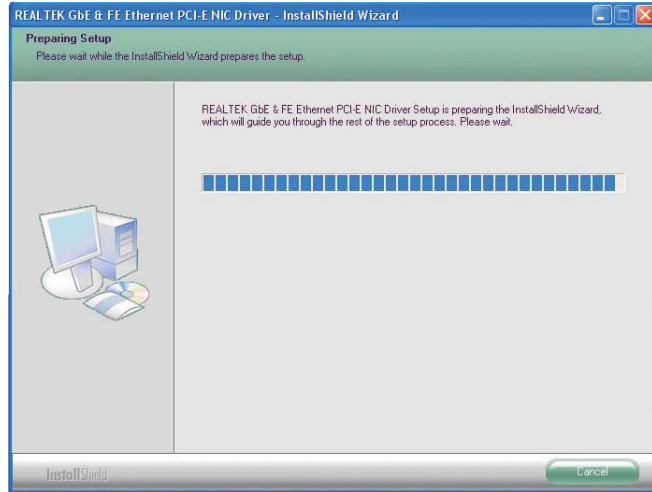 REALTEK GbE & FE Ethernet PCI-E NIC Driver - InstallShield Wizard
Preparing Setup
Please wait while the InstallShield Wizard prepares the setup.
REALTEK GbE & FE Ethernet PCI-E NIC Driver Setup is preparing the InstallShield Wizard,
which will guide you through the rest of the setup process. Please wait.
InstallShield
Cancel